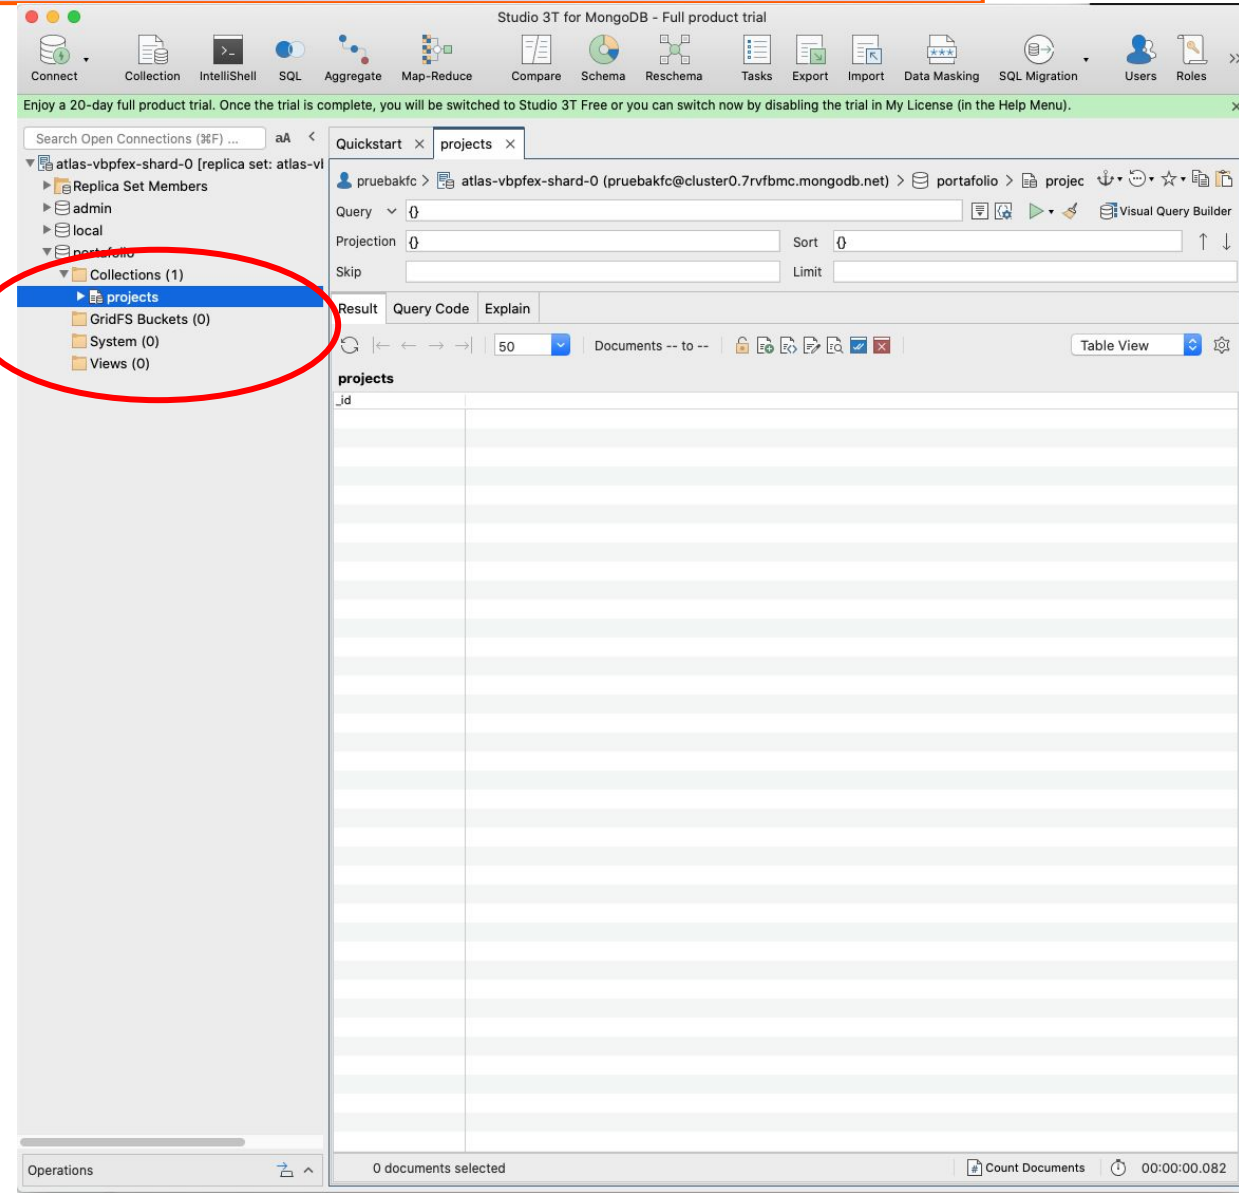 Studio 3T for MongoDB - Full product trial
Connect Collection IntelliShell SQL Aggregate Map-Reduce Compare Schema Reschema Tasks Export Import Data Masking SQL Migration Users Roles
Enjoy a 20-day full product trial. Once the trial is complete, you will be switched to Studio 3T Free or you can switch now by disabling the trial in My License (in the Help Menu).
Search Open Connections (⌘F) ... aA
Quickstart projects
atlas-vbpfex-shard-0 [replica set: atlas-vl
Replica Set Members
admin
local
portafolio
Collections (1)
projects
GridFS Buckets (0)
System (0)
Views (0)
pruebakfc > atlas-vbpfex-shard-0 (pruebakfc@cluster0.7rvfbmc.mongodb.net) > portafolio > projec
Query {} Visual Query Builder
Projection {} Sort {}
Skip Limit
Result Query Code Explain
50 Documents -- to -- Table View
projects
_id
Operations
0 documents selected Count Documents 00:00:00.082